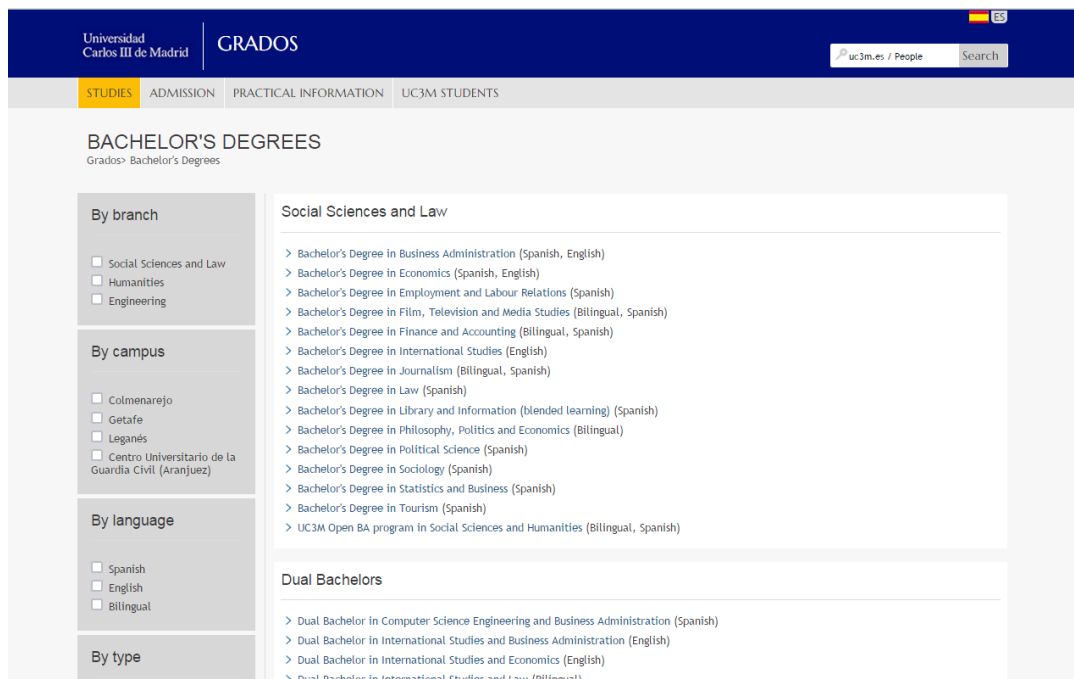 ES
Universidad
Carlos III de Madrid
GRADOS
uc3m.es / People
Search
STUDIES
ADMISSION
PRACTICAL INFORMATION
UC3M STUDENTS
BACHELOR'S DEGREES
Grados> Bachelor's Degrees
By branch
Social Sciences and Law
Humanities
Engineering
By campus
Colmenarejo
Getafe
Leganés
Centro Universitario de la
Guardia Civil (Aranjuez)
By language
Spanish
English
Bilingual
By type
Social Sciences and Law
> Bachelor's Degree in Business Administration (Spanish, English)
> Bachelor's Degree in Economics (Spanish, English)
> Bachelor's Degree in Employment and Labour Relations (Spanish)
> Bachelor's Degree in Film, Television and Media Studies (Bilingual, Spanish)
> Bachelor's Degree in Finance and Accounting (Bilingual, Spanish)
> Bachelor's Degree in International Studies (English)
> Bachelor's Degree in Journalism (Bilingual, Spanish)
> Bachelor's Degree in Law (Spanish)
> Bachelor's Degree in Library and Information (blended learning) (Spanish)
> Bachelor's Degree in Philosophy, Politics and Economics (Bilingual)
> Bachelor's Degree in Political Science (Spanish)
> Bachelor's Degree in Sociology (Spanish)
> Bachelor's Degree in Statistics and Business (Spanish)
> Bachelor's Degree in Tourism (Spanish)
> UC3M Open BA program in Social Sciences and Humanities (Bilingual, Spanish)
Dual Bachelors
> Dual Bachelor in Computer Science Engineering and Business Administration (Spanish)
> Dual Bachelor in International Studies and Business Administration (English)
> Dual Bachelor in International Studies and Economics (English)
> Dual Bachelor in International Studies and Law (Bilingual)